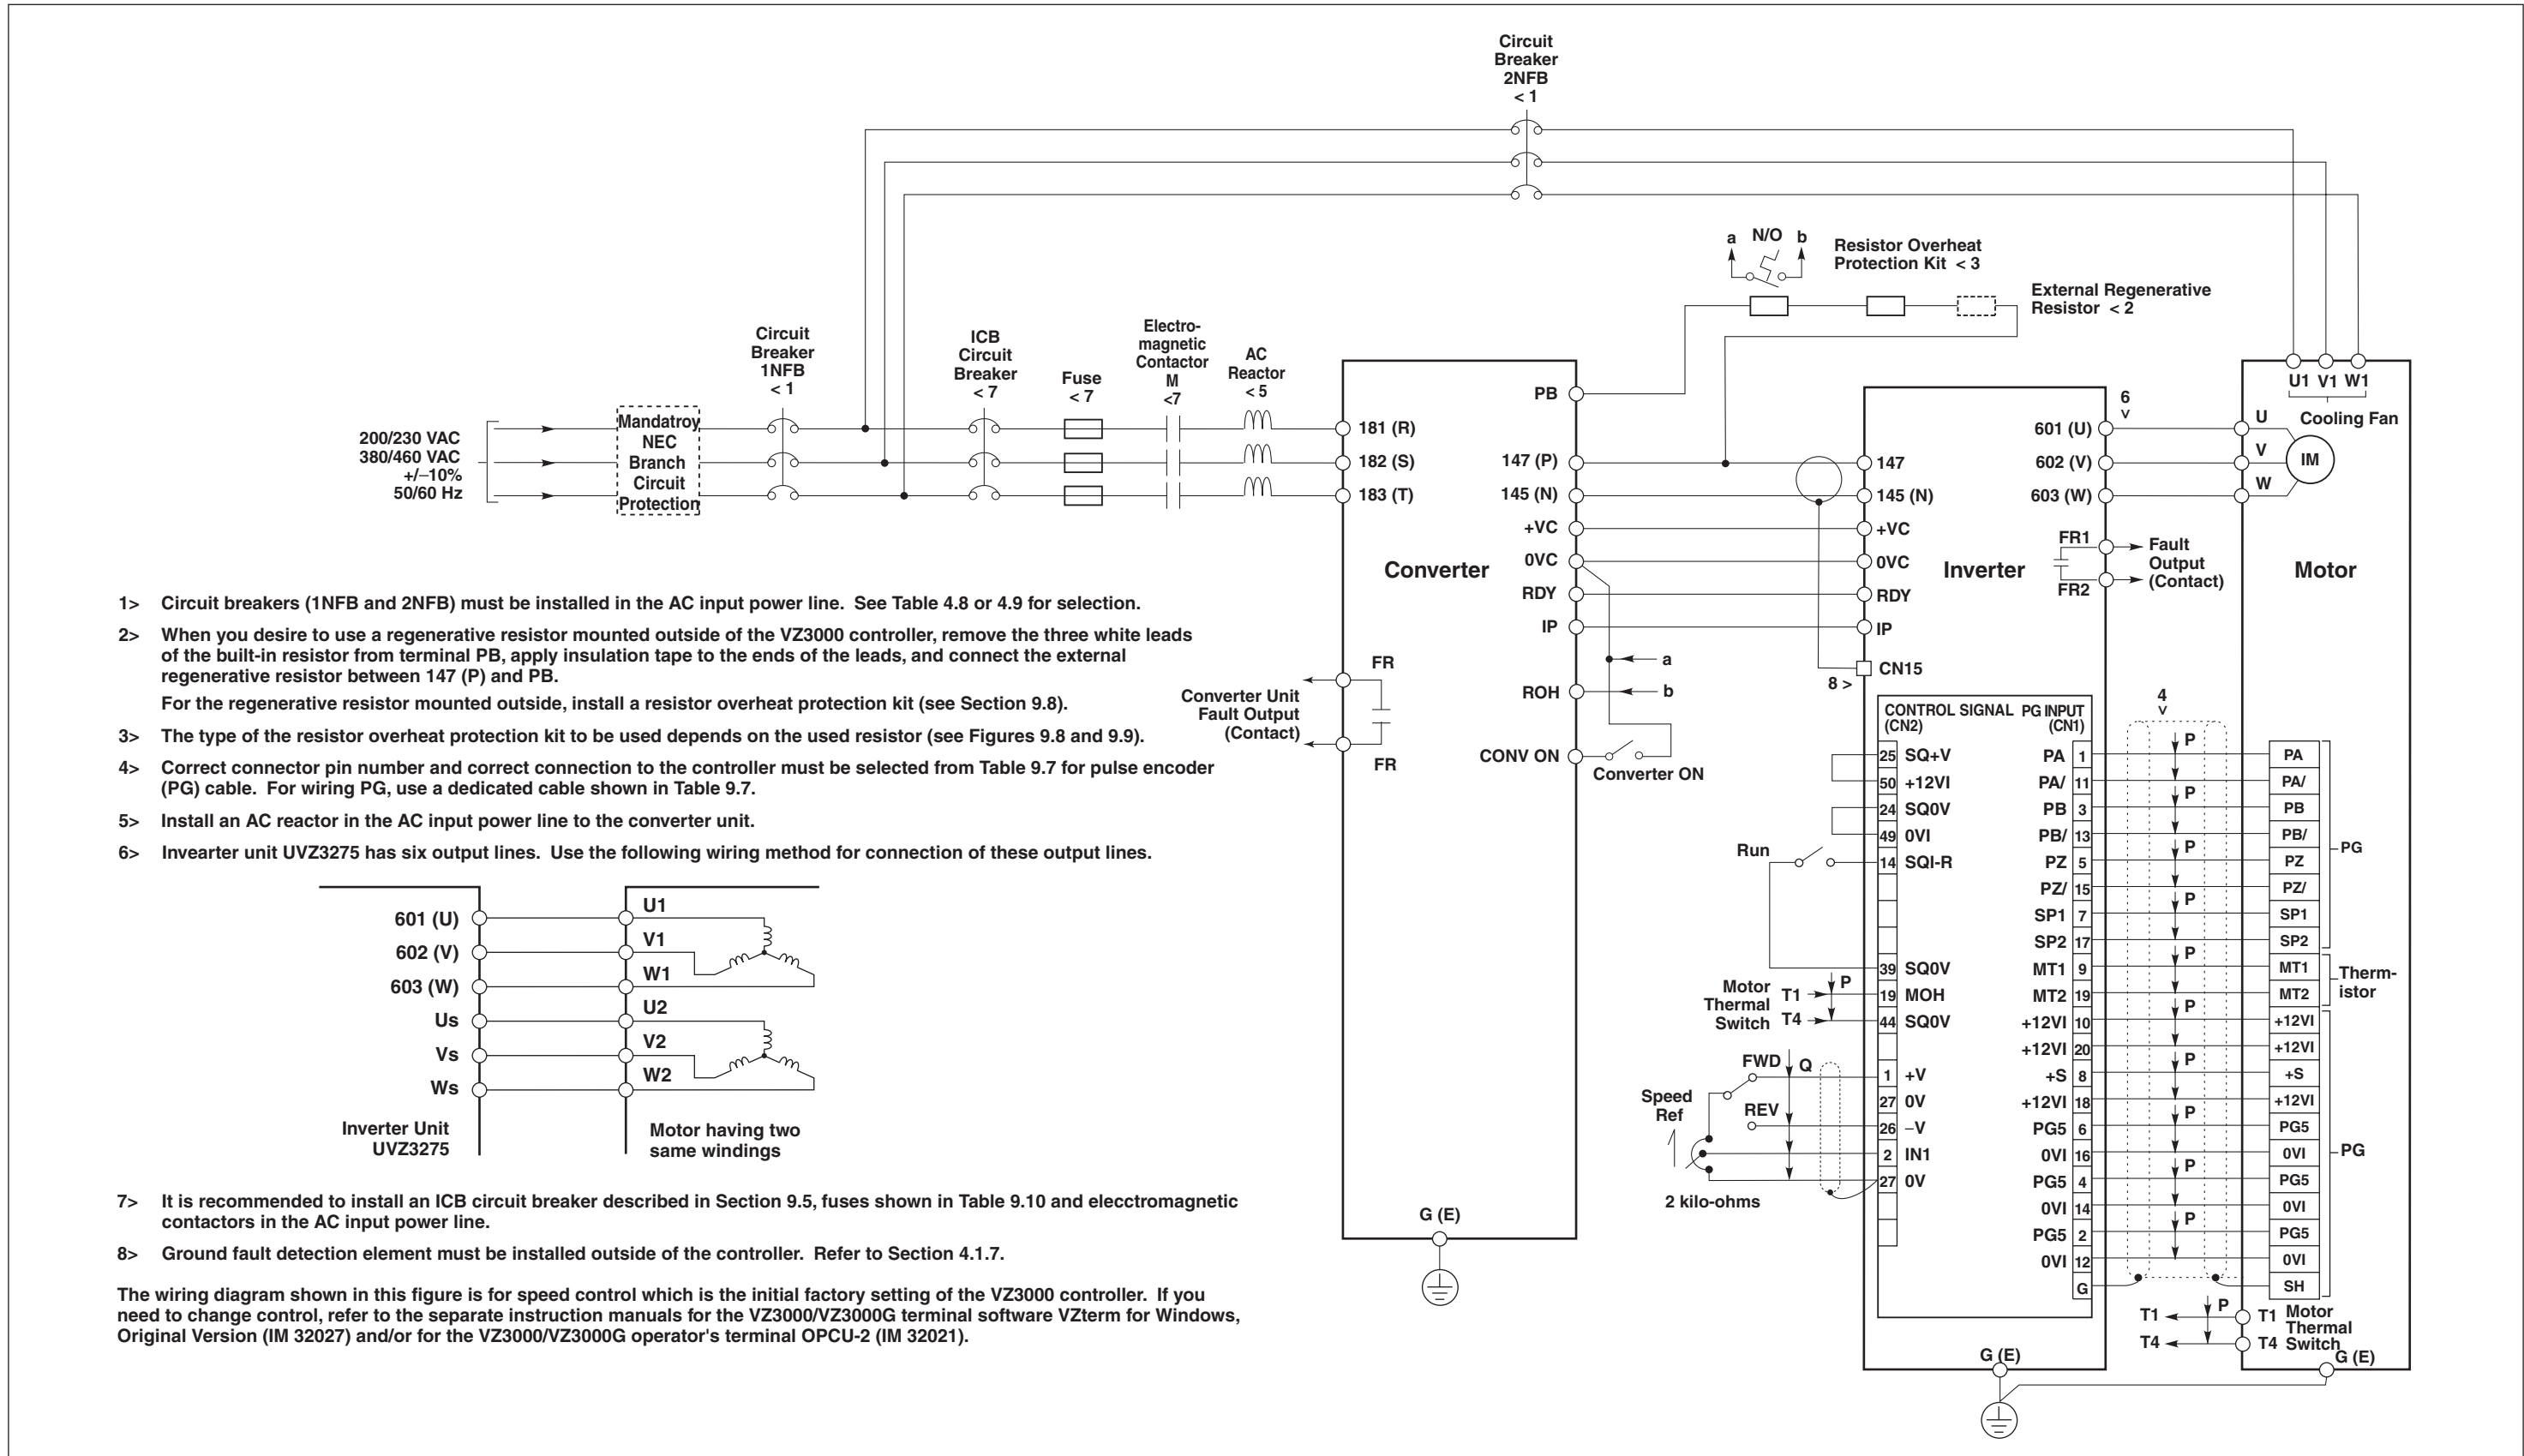 Circuit
Breaker
2NFB
< 1
a N/O b
Resistor Overheat
Protection Kit < 3
External Regenerative
Resistor < 2
Circuit
Breaker
1NFB
< 1
ICB
Circuit
Breaker
< 7
Fuse
< 7
Electro-
magnetic
Contactor
M
<7
AC
Reactor
< 5
200/230 VAC
380/460 VAC
+/–10%
50/60 Hz
Mandatroy
NEC
Branch
Circuit
Protection
181 (R)
182 (S)
183 (T)
PB
147 (P)
145 (N)
+VC
0VC
RDY
IP
ROH
CONV ON
Converter
a
b
Converter ON
FR
Converter Unit
Fault Output
(Contact)
FR
G (E)
147
145 (N)
+VC
0VC
RDY
IP
CN15
8 >
Inverter
601 (U)
602 (V)
603 (W)
6
v
FR1
FR2
Fault
Output
(Contact)
U1 V1 W1
Cooling Fan
U
V
W
IM
Motor
CONTROL SIGNAL
(CN2)
PG INPUT
(CN1)
25 SQ+V
50 +12VI
24 SQ0V
49 0VI
14 SQI-R
39 SQ0V
19 MOH
44 SQ0V
1 +V
27 0V
26 –V
2 IN1
27 0V
Run
Motor
Thermal
Switch
T1
T4
P
FWD
Q
REV
Speed
Ref
2 kilo-ohms
PA 1
PA/ 11
PB 3
PB/ 13
PZ 5
PZ/ 15
SP1 7
SP2 17
MT1 9
MT2 19
+12VI 10
+12VI 20
+S 8
+12VI 18
PG5 6
0VI 16
PG5 4
0VI 14
PG5 2
0VI 12
G
4
v
P
P
P
P
P
P
P
P
P
P
PA
PA/
PB
PB/
PZ
PZ/
SP1
SP2
MT1
MT2
+12VI
+12VI
+S
+12VI
PG5
0VI
PG5
0VI
PG5
0VI
SH
PG
Therm-
istor
PG
P
T1
T4
T1
T4
Motor
Thermal
Switch
G (E)
G (E)
1> Circuit breakers (1NFB and 2NFB) must be installed in the AC input power line. See Table 4.8 or 4.9 for selection.
2> When you desire to use a regenerative resistor mounted outside of the VZ3000 controller, remove the three white leads
of the built-in resistor from terminal PB, apply insulation tape to the ends of the leads, and connect the external
regenerative resistor between 147 (P) and PB.
For the regenerative resistor mounted outside, install a resistor overheat protection kit (see Section 9.8).
3> The type of the resistor overheat protection kit to be used depends on the used resistor (see Figures 9.8 and 9.9).
4> Correct connector pin number and correct connection to the controller must be selected from Table 9.7 for pulse encoder
(PG) cable. For wiring PG, use a dedicated cable shown in Table 9.7.
5> Install an AC reactor in the AC input power line to the converter unit.
6> Invearter unit UVZ3275 has six output lines. Use the following wiring method for connection of these output lines.
601 (U)
602 (V)
603 (W)
Us
Vs
Ws
U1
V1
W1
U2
V2
W2
Inverter Unit
UVZ3275
Motor having two
same windings
7> It is recommended to install an ICB circuit breaker described in Section 9.5, fuses shown in Table 9.10 and elecctromagnetic
contactors in the AC input power line.
8> Ground fault detection element must be installed outside of the controller. Refer to Section 4.1.7.
The wiring diagram shown in this figure is for speed control which is the initial factory setting of the VZ3000 controller. If you
need to change control, refer to the separate instruction manuals for the VZ3000/VZ3000G terminal software VZterm for Windows,
Original Version (IM 32027) and/or for the VZ3000/VZ3000G operator's terminal OPCU-2 (IM 32021).